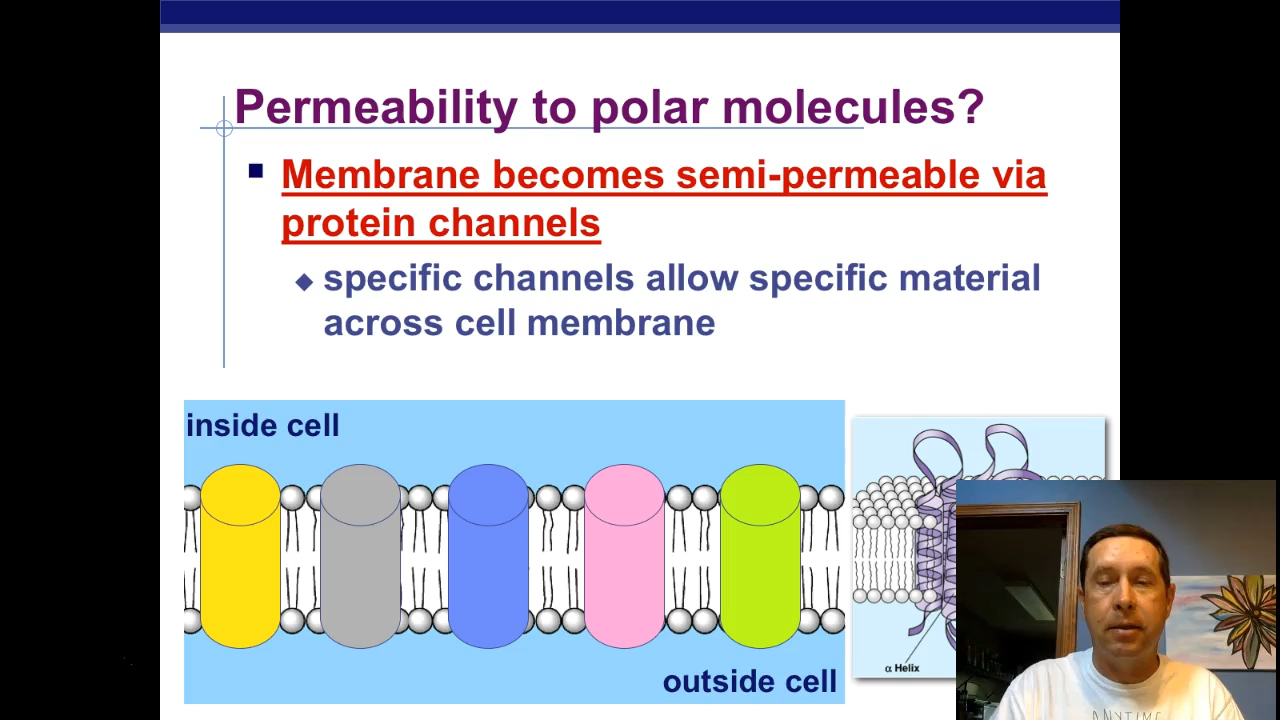 Permeability to polar molecules?
Membrane becomes semi-permeable via
protein channels
specific channels allow specific material
across cell membrane
inside cell
outside cell
α Helix
ANYTIME